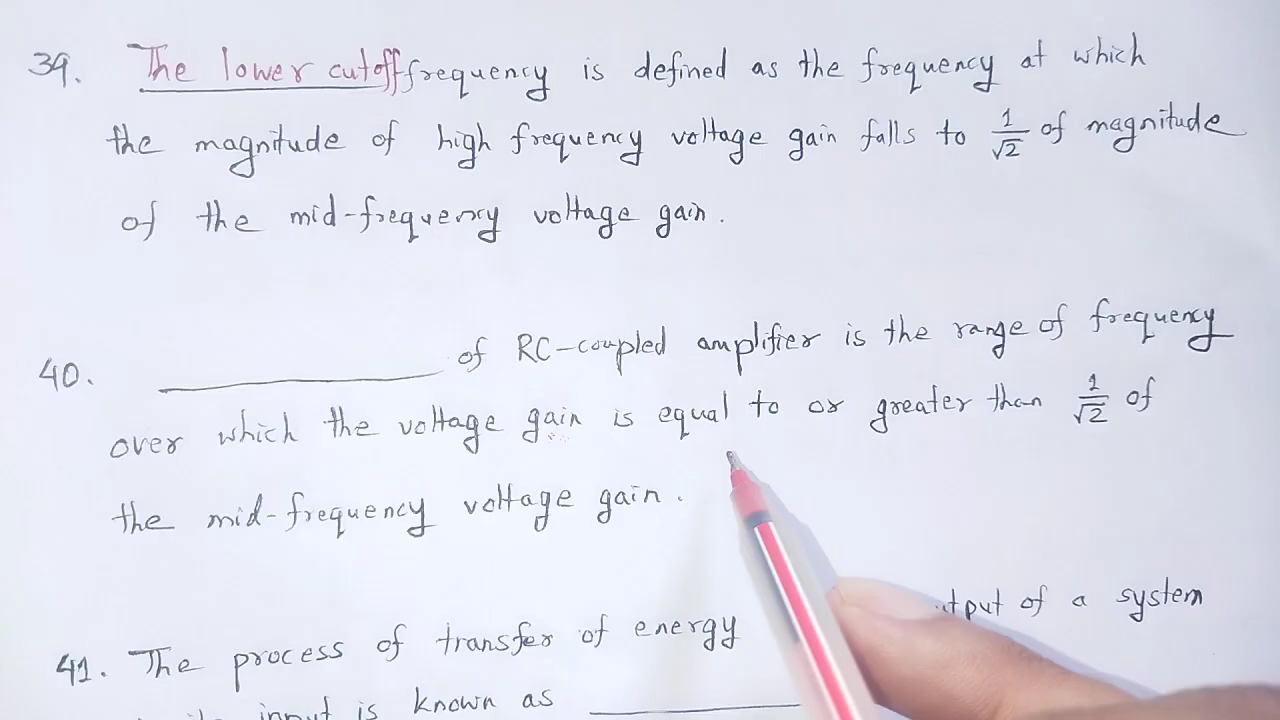 39. The lower cutoff frequency is defined as the frequency at which
the magnitude of high frequency voltage gain falls to 1/√2 of magnitude
of the mid-frequency voltage gain.
40. ____________ of RC-coupled amplifier is the range of frequency
over which the voltage gain is equal to or greater than 1/√2 of
the mid-frequency voltage gain.
41. The process of transfer of energy of a system
input is known as ____________